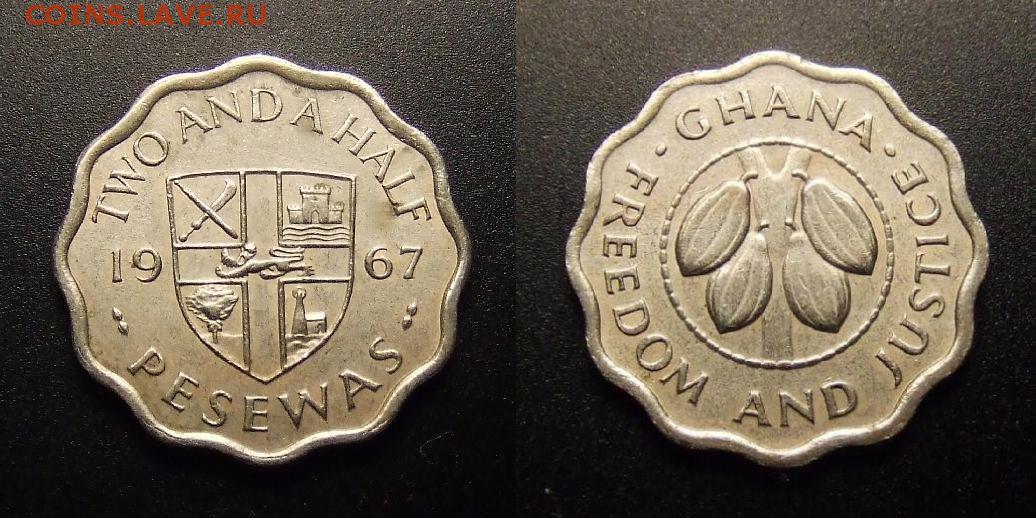 COINS.LAVE.RU
TWO AND A HALF
19 67
· PESEWAS ·
· GHANA ·
FREEDOM AND JUSTICE